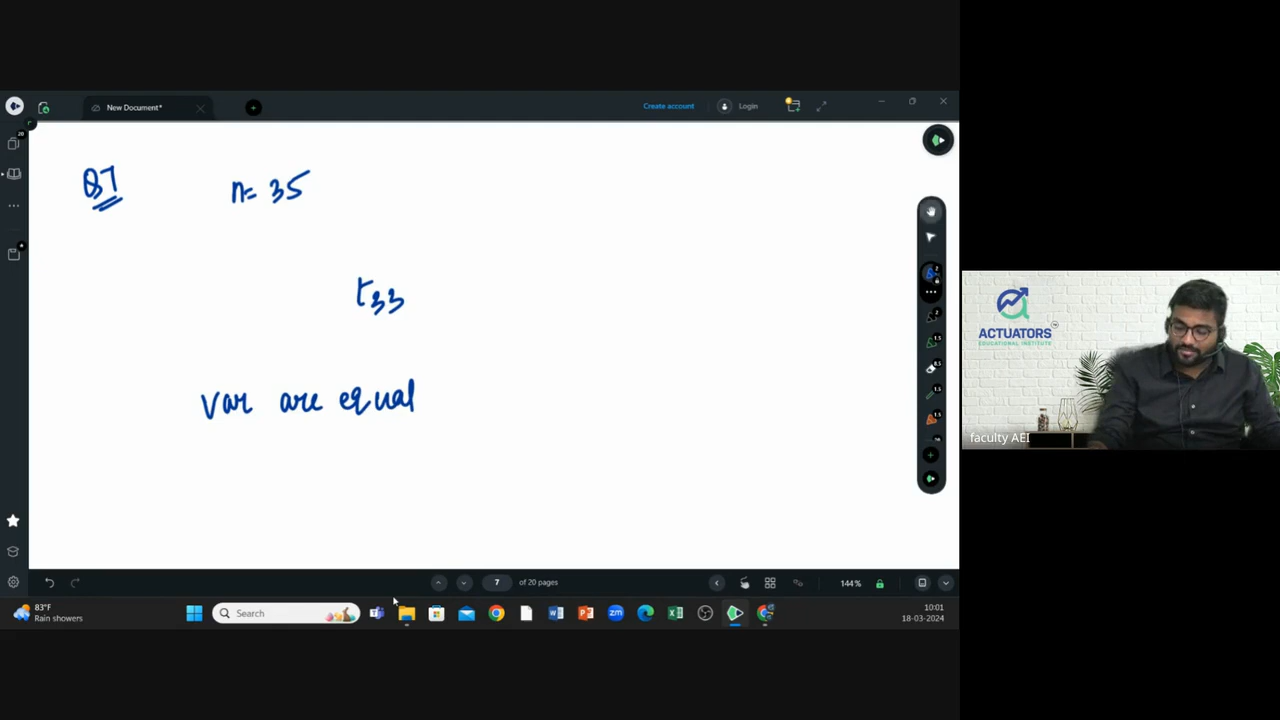 New Document*
Create account
Login
Q7
n = 35
t33
Var are equal
ACTUATORS
EDUCATIONAL INSTITUTE
faculty AEI
7
of 20 pages
144%
83°F
Rain showers
Search
10:01
18-03-2024